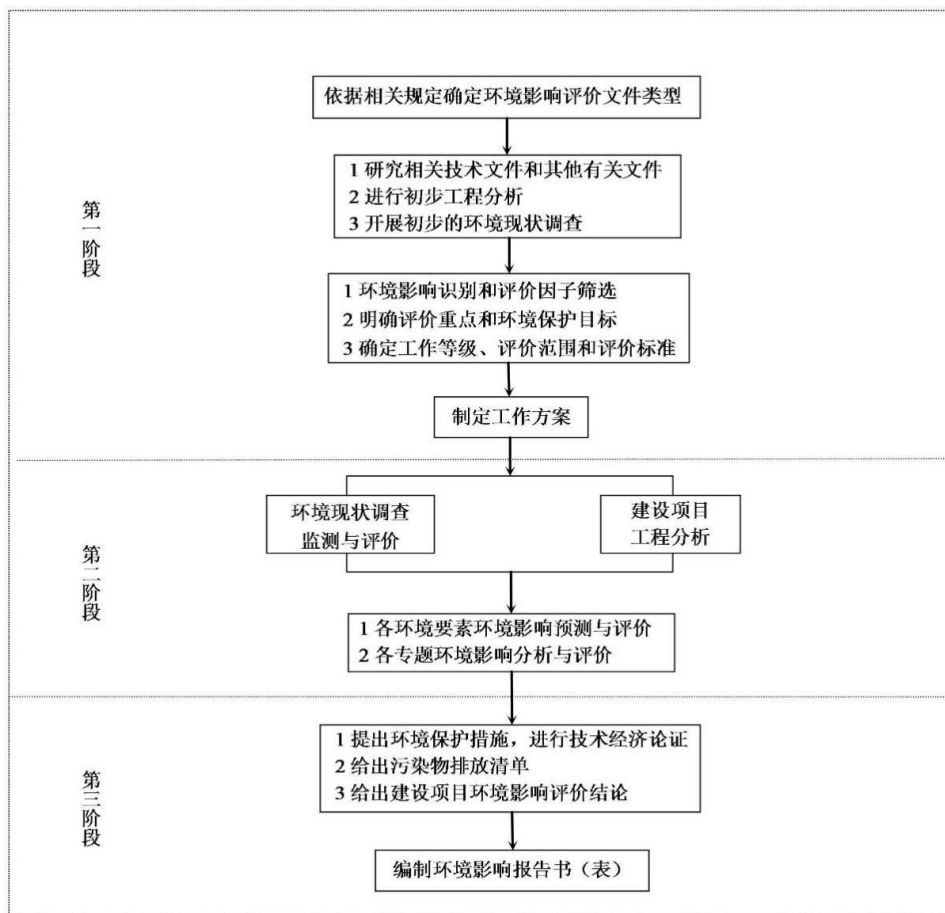 依据相关规定确定环境影响评价文件类型
1 研究相关技术文件和其他有关文件
2 进行初步工程分析
3 开展初步的环境现状调查
第一阶段
1 环境影响识别和评价因子筛选
2 明确评价重点和环境保护目标
3 确定工作等级、评价范围和评价标准
制定工作方案
环境现状调查
监测与评价
建设项目
工程分析
第二阶段
1 各环境要素环境影响预测与评价
2 各专题环境影响分析与评价
1 提出环境保护措施，进行技术经济论证
2 给出污染物排放清单
3 给出建设项目环境影响评价结论
第三阶段
编制环境影响报告书（表）